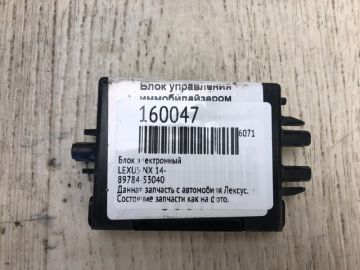 Блок управления
иммобилайзером
160047
6071
Блок электронный
LEXUS NX 14-
89784-53040
Данная запчасть с автомобиля Лексус.
Состояние запчасти как на фото.